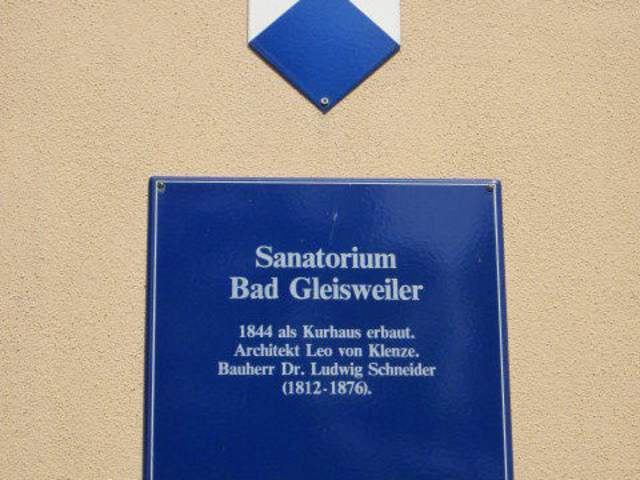 Sanatorium
Bad Gleisweiler
1844 als Kurhaus erbaut.
Architekt Leo von Klenze.
Bauherr Dr. Ludwig Schneider
(1812-1876).